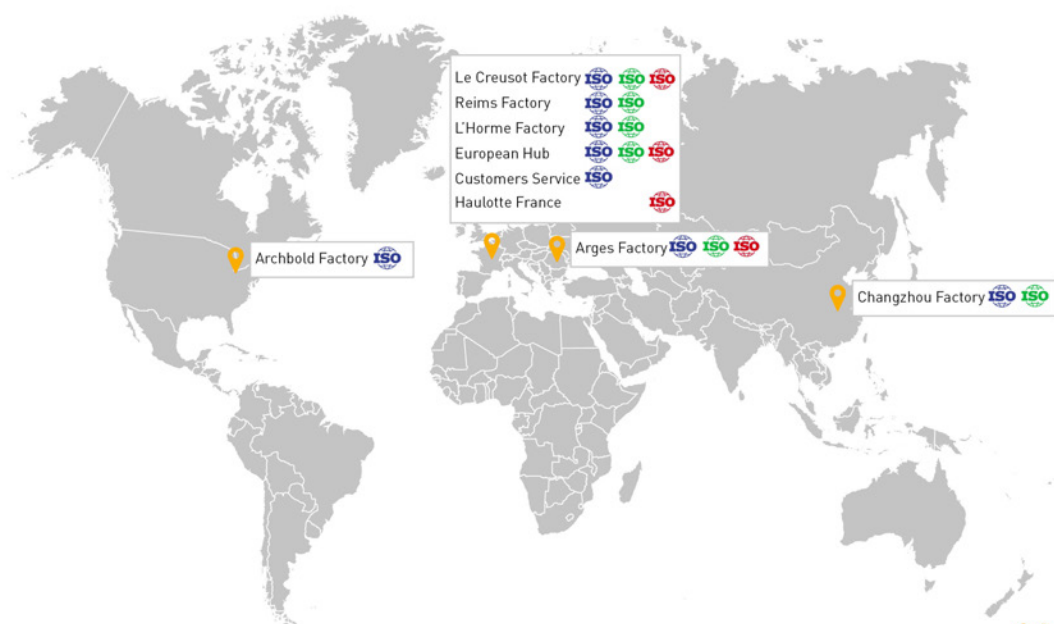 Le Creusot Factory ISO ISO ISO
Reims Factory ISO ISO
L'Horme Factory ISO ISO
European Hub ISO ISO ISO
Customers Service ISO
Haulotte France ISO
Archbold Factory ISO
Arges Factory ISO ISO ISO
Changzhou Factory ISO ISO